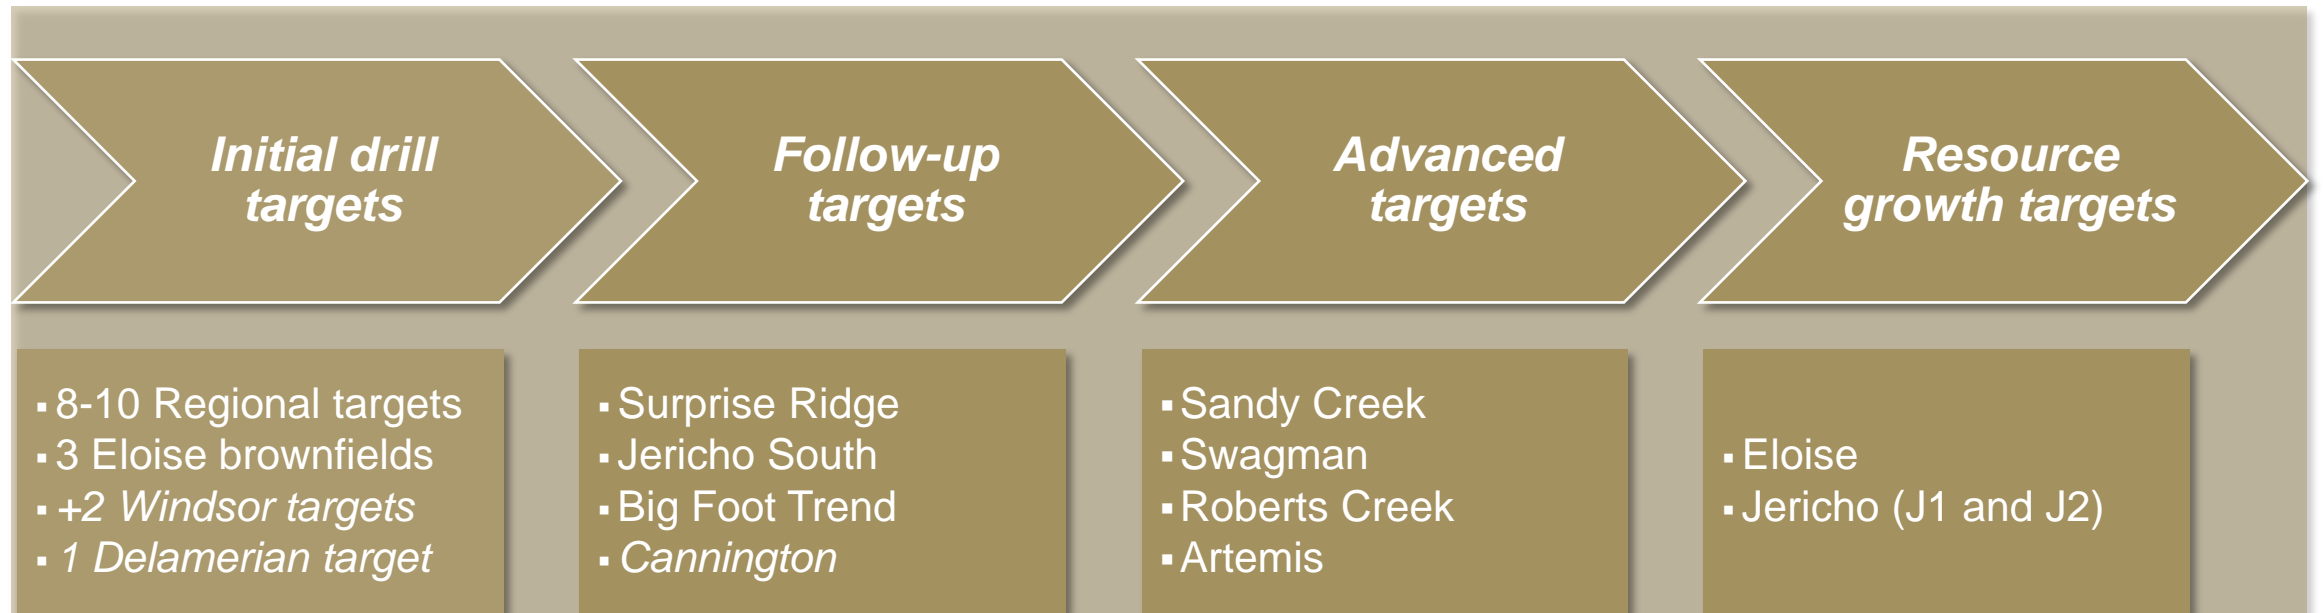 Initial drill
targets
Follow-up
targets
Advanced
targets
Resource
growth targets
▪ 8-10 Regional targets
▪ 3 Eloise brownfields
▪ +2 Windsor targets
▪ 1 Delamerian target
▪ Surprise Ridge
▪ Jericho South
▪ Big Foot Trend
▪ Cannington
▪ Sandy Creek
▪ Swagman
▪ Roberts Creek
▪ Artemis
▪ Eloise
▪ Jericho (J1 and J2)